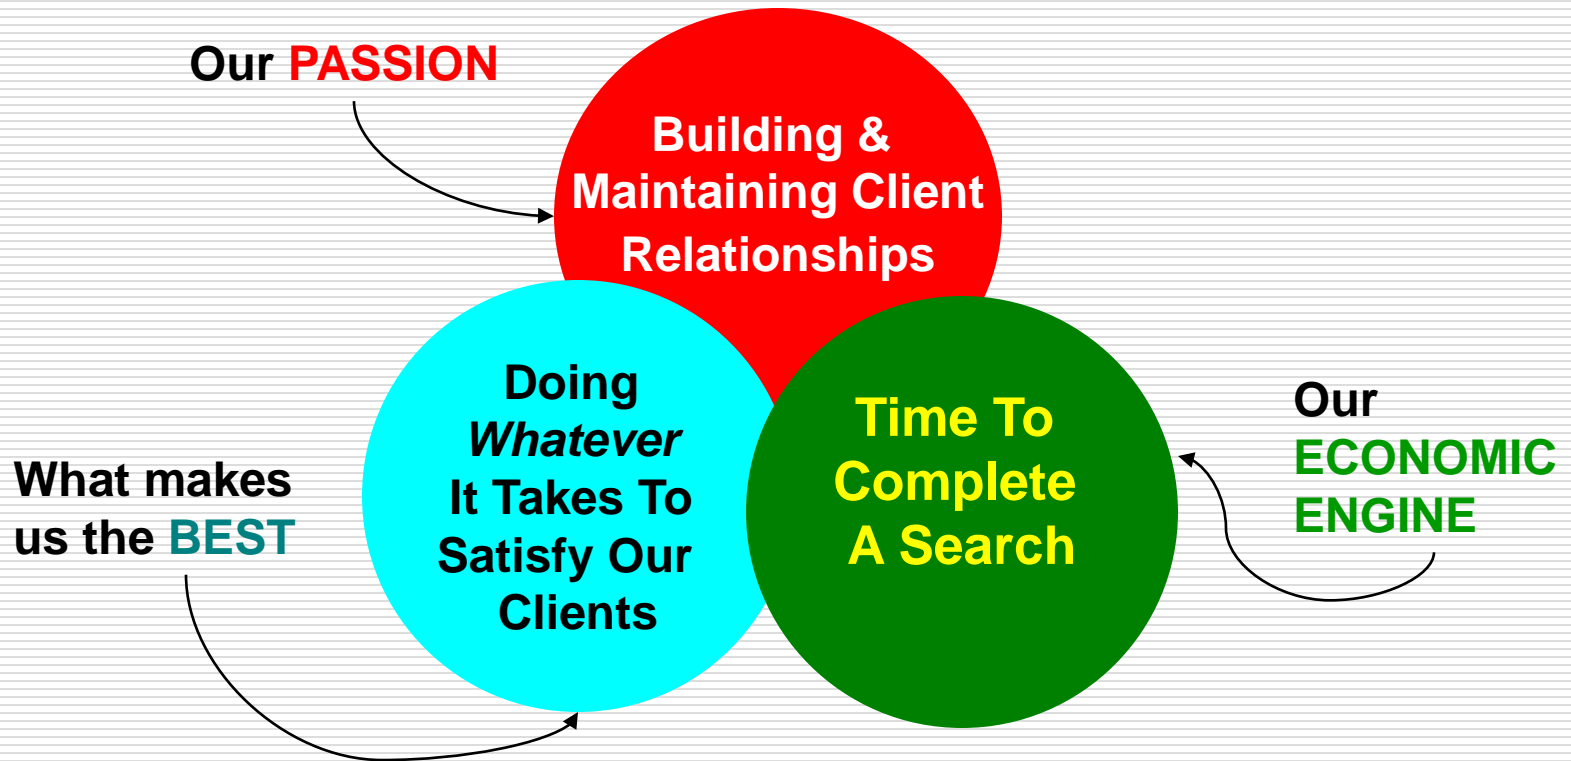 Our PASSION
Building &
Maintaining Client
Relationships
Doing
Whatever
It Takes To
Satisfy Our
Clients
Time To
Complete
A Search
What makes
us the BEST
Our
ECONOMIC
ENGINE